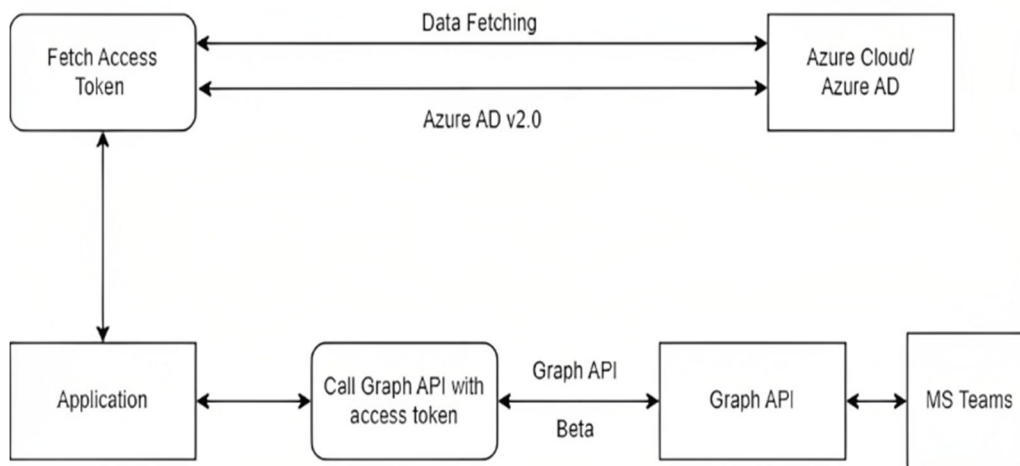 Data Fetching
Fetch Access
Token
Azure Cloud/
Azure AD
Azure AD v2.0
Application
Call Graph API with
access token
Graph API
Beta
Graph API
MS Teams